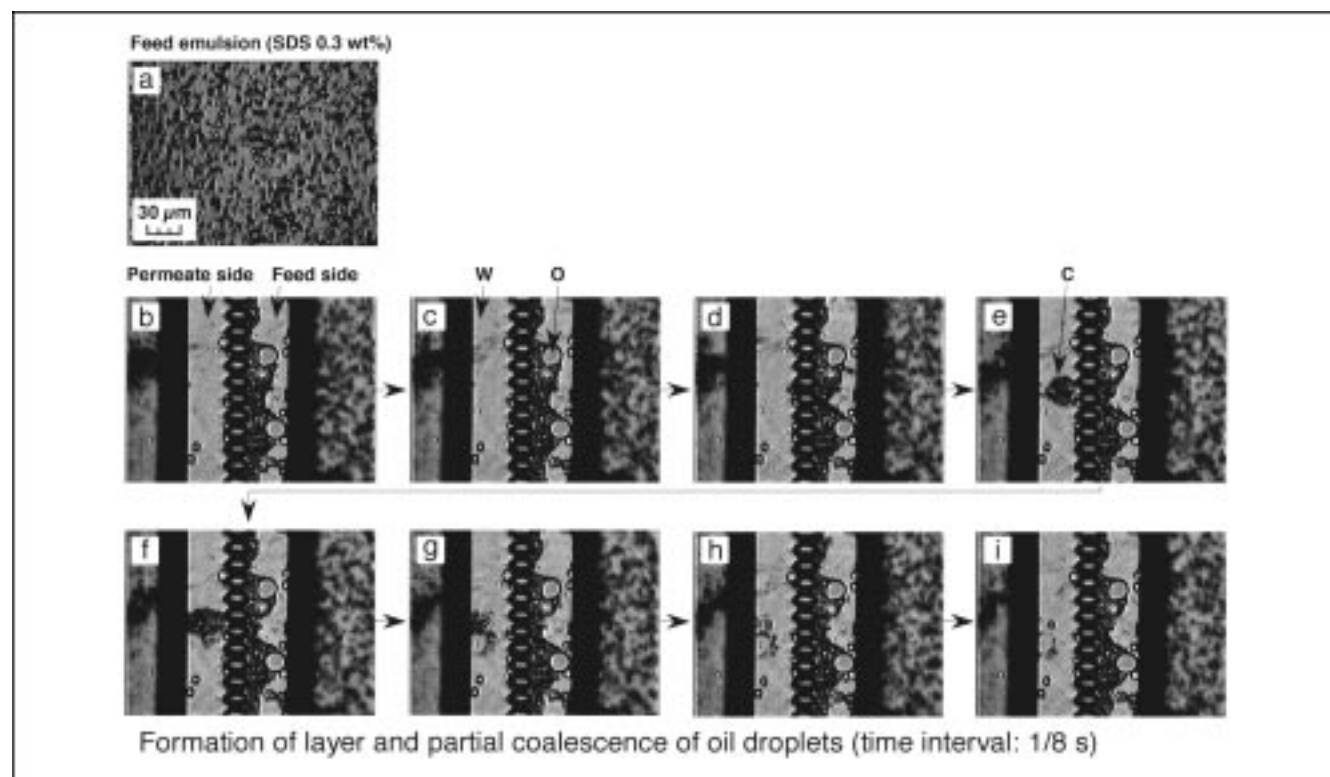 Feed emulsion (SDS 0.3 wt%)
a
30 µm
Permeate side Feed side
W O
C
b c d e
f g h i
Formation of layer and partial coalescence of oil droplets (time interval: 1/8 s)